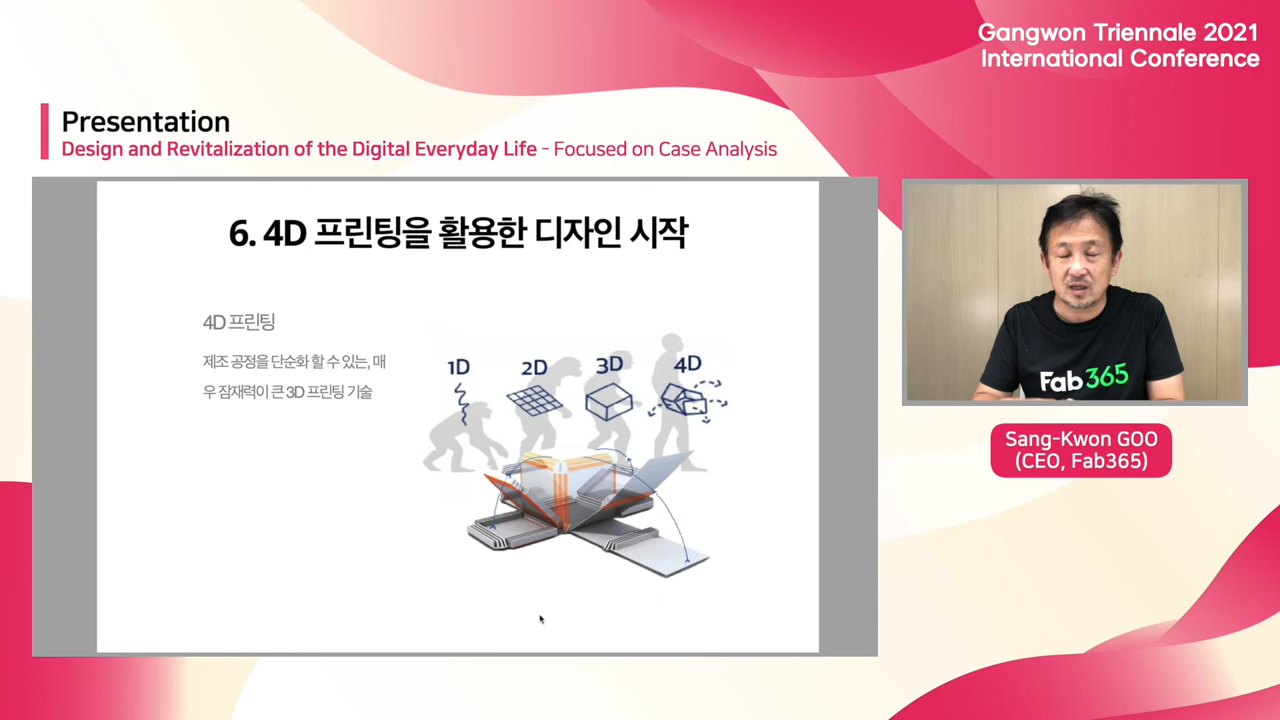 Gangwon Triennale 2021
International Conference
Presentation
Design and Revitalization of the Digital Everyday Life - Focused on Case Analysis
6. 4D 프린팅을 활용한 디자인 시작
4D 프린팅
제조 공정을 단순화 할 수 있는, 매
우 잠재력이 큰 3D 프린팅 기술
1D 2D 3D 4D
Fab365
Sang-Kwon GOO
(CEO, Fab365)